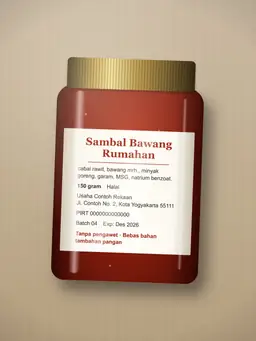 Sambal Bawang
Rumahan
cabai rawit, bawang mrh., minyak
goreng, garam, MSG, natrium benzoat.
150 gram Halal
Usaha Contoh Rekaan
Jl. Contoh No. 2, Kota Yogyakarta 55111
PIRT 0000000000000
Batch 04 Exp: Des 2026
Tanpa pengawet · Bebas bahan
tambahan pangan